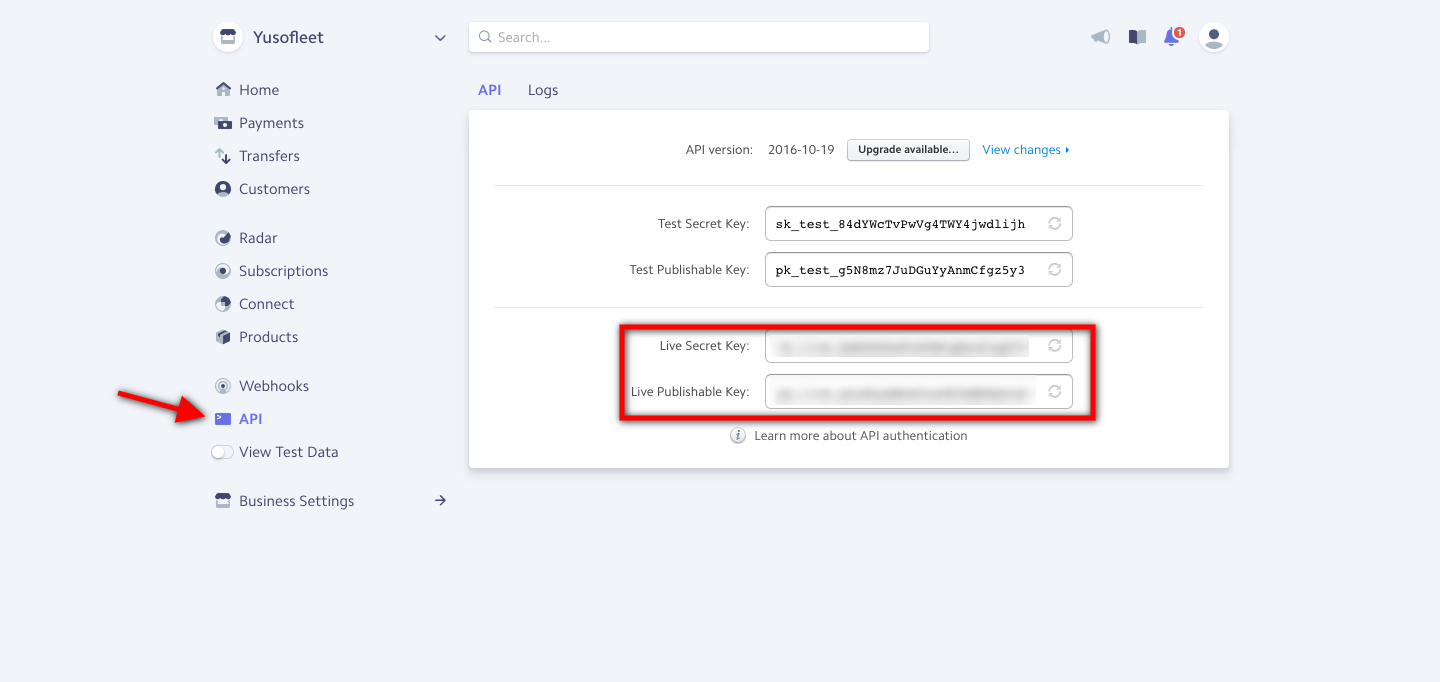 Yusofleet
Search...
1
Home
Payments
Transfers
Customers
Radar
Subscriptions
Connect
Products
Webhooks
API
View Test Data
Business Settings
API Logs
API version: 2016-10-19 Upgrade available... View changes
Test Secret Key: sk_test_84dYWcTvPwVg4TWY4jwdlijh
Test Publishable Key: pk_test_g5N8mz7JuDGuYyAnmCfgz5y3
Live Secret Key:
Live Publishable Key:
Learn more about API authentication